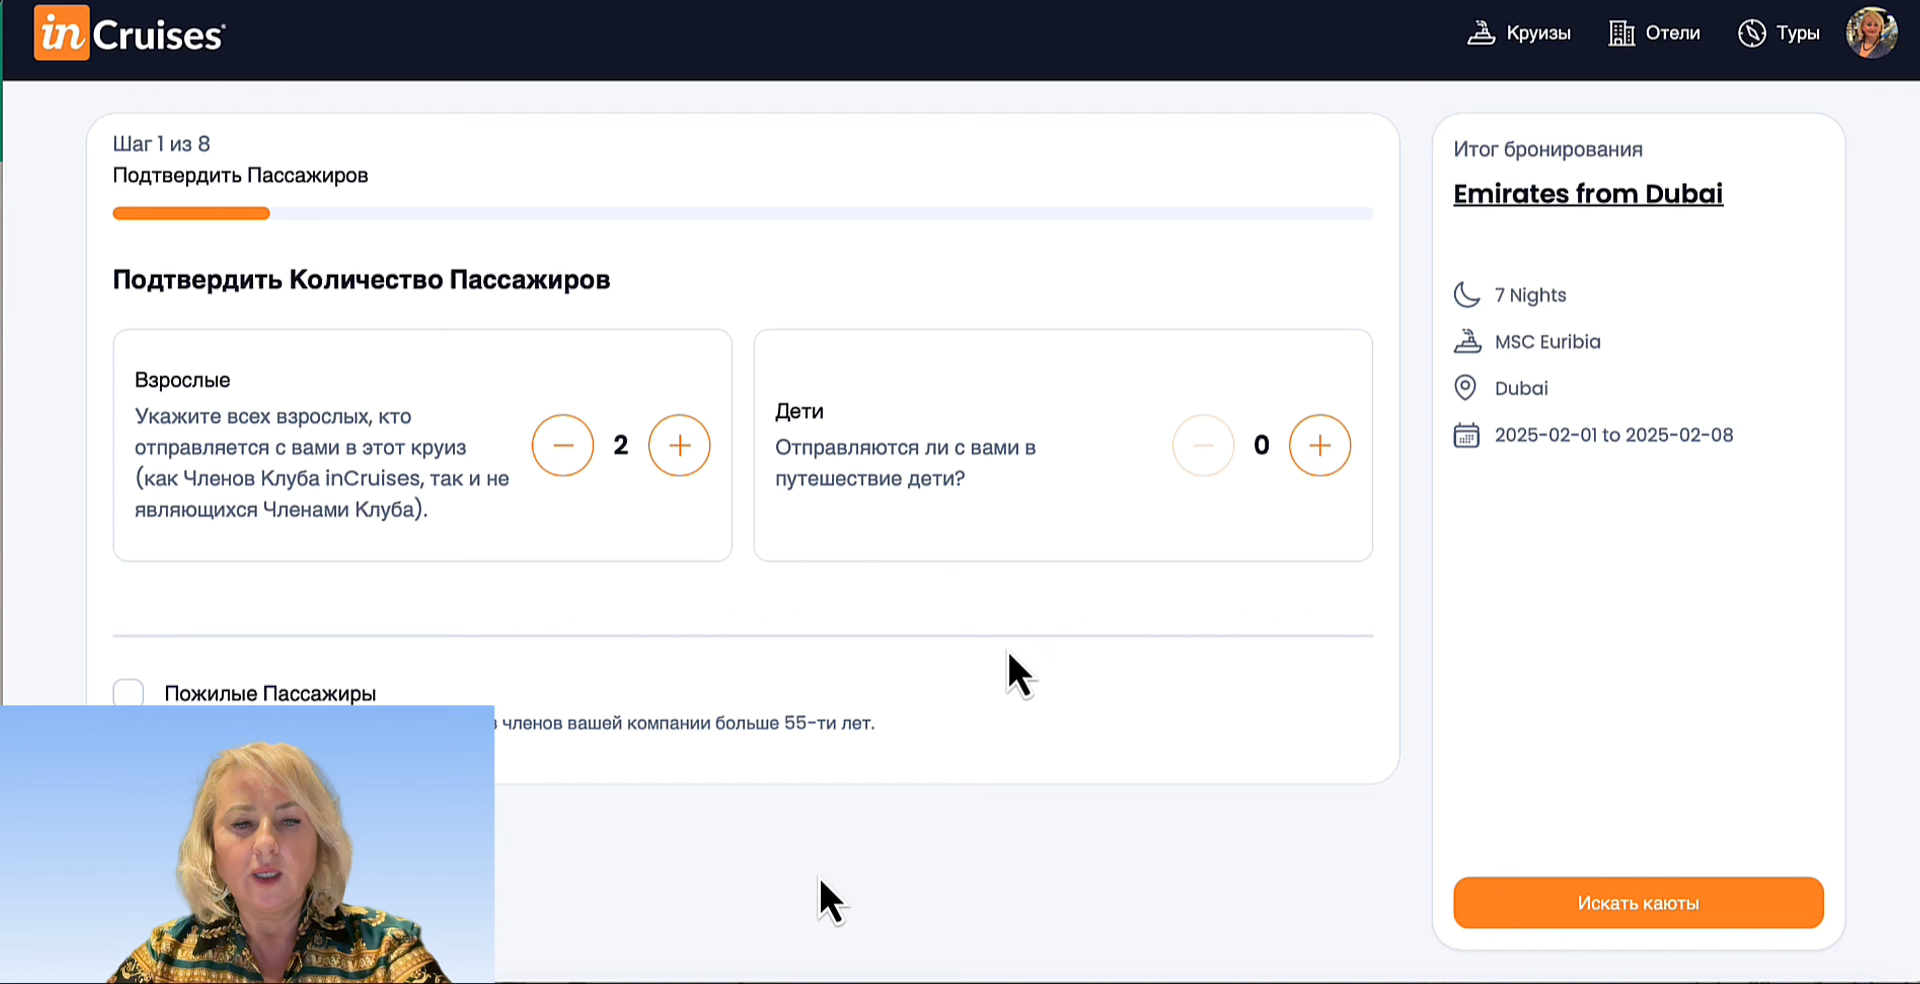 inCruises
Круизы
Отели
Туры
Шаг 1 из 8
Подтвердить Пассажиров
Подтвердить Количество Пассажиров
Взрослые
Укажите всех взрослых, кто
отправляется с вами в этот круиз
(как Членов Клуба inCruises, так и не
являющихся Членами Клуба).
2
Дети
Отправляются ли с вами в
путешествие дети?
0
Пожилые Пассажиры
членов вашей компании больше 55-ти лет.
Итог бронирования
Emirates from Dubai
7 Nights
MSC Euribia
Dubai
2025-02-01 to 2025-02-08
Искать каюты